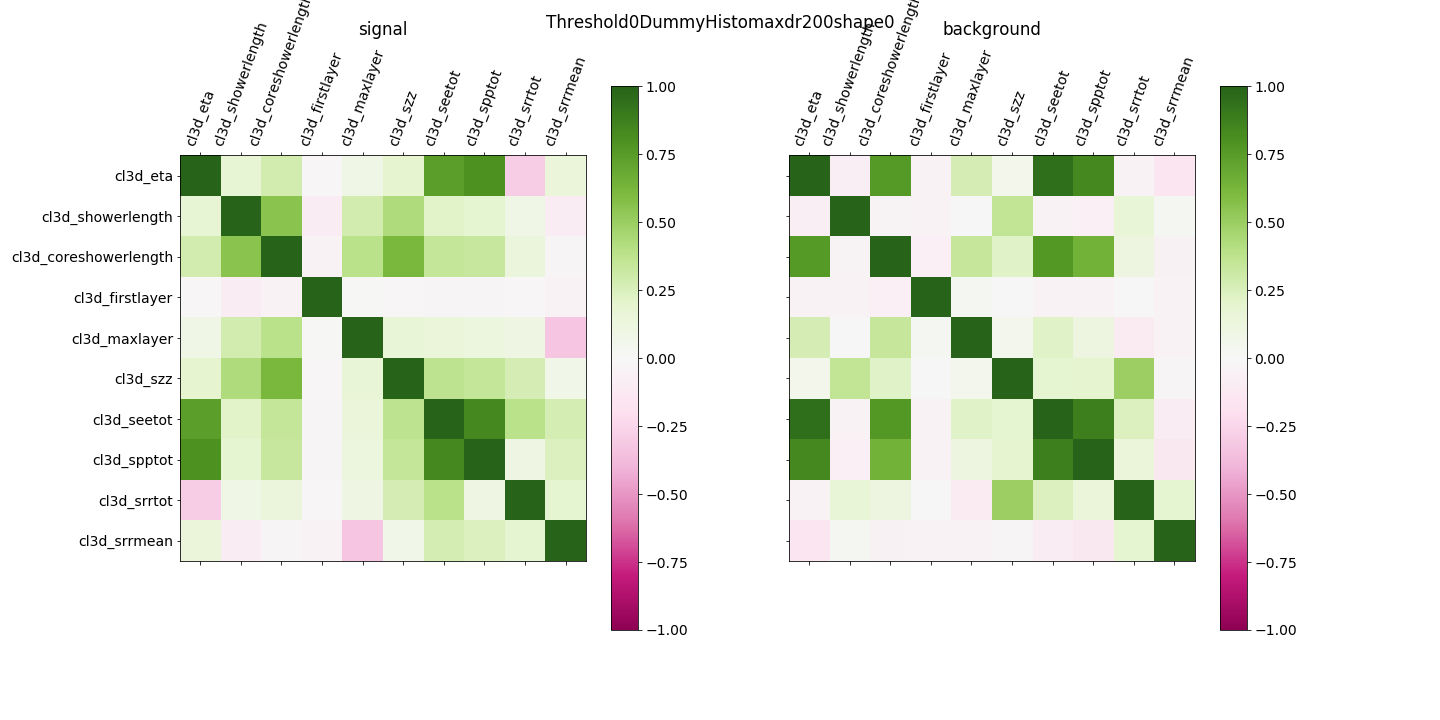 Threshold0DummyHistomaxdr200shape0
signal
background
cl3d_eta
cl3d_showerlength
cl3d_coreshowerlength
cl3d_firstlayer
cl3d_maxlayer
cl3d_szz
cl3d_seetot
cl3d_spptot
cl3d_srrtot
cl3d_srrmean
cl3d_eta
cl3d_showerlength
cl3d_coreshowerlength
cl3d_firstlayer
cl3d_maxlayer
cl3d_szz
cl3d_seetot
cl3d_spptot
cl3d_srrtot
cl3d_srrmean
1.00
0.75
0.50
0.25
0.00
−0.25
−0.50
−0.75
−1.00
cl3d_eta
cl3d_showerlength
cl3d_coreshowerlength
cl3d_firstlayer
cl3d_maxlayer
cl3d_szz
cl3d_seetot
cl3d_spptot
cl3d_srrtot
cl3d_srrmean
1.00
0.75
0.50
0.25
0.00
−0.25
−0.50
−0.75
−1.00